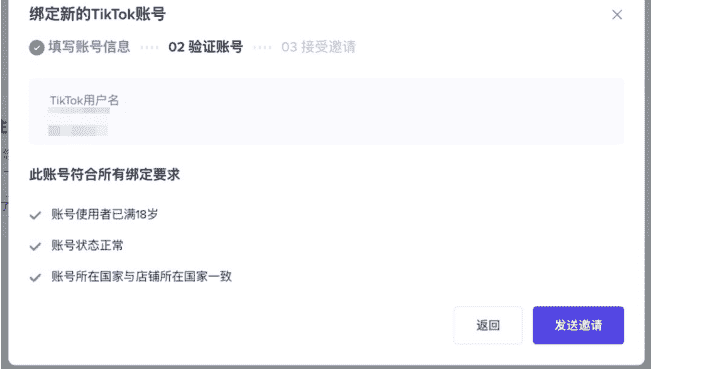 绑定新的TikTok账号
填写账号信息 ···· 02 验证账号 ···· 03 接受邀请
TikTok用户名
此账号符合所有绑定要求
账号使用者已满18岁
账号状态正常
账号所在国家与店铺所在国家一致
返回 发送邀请